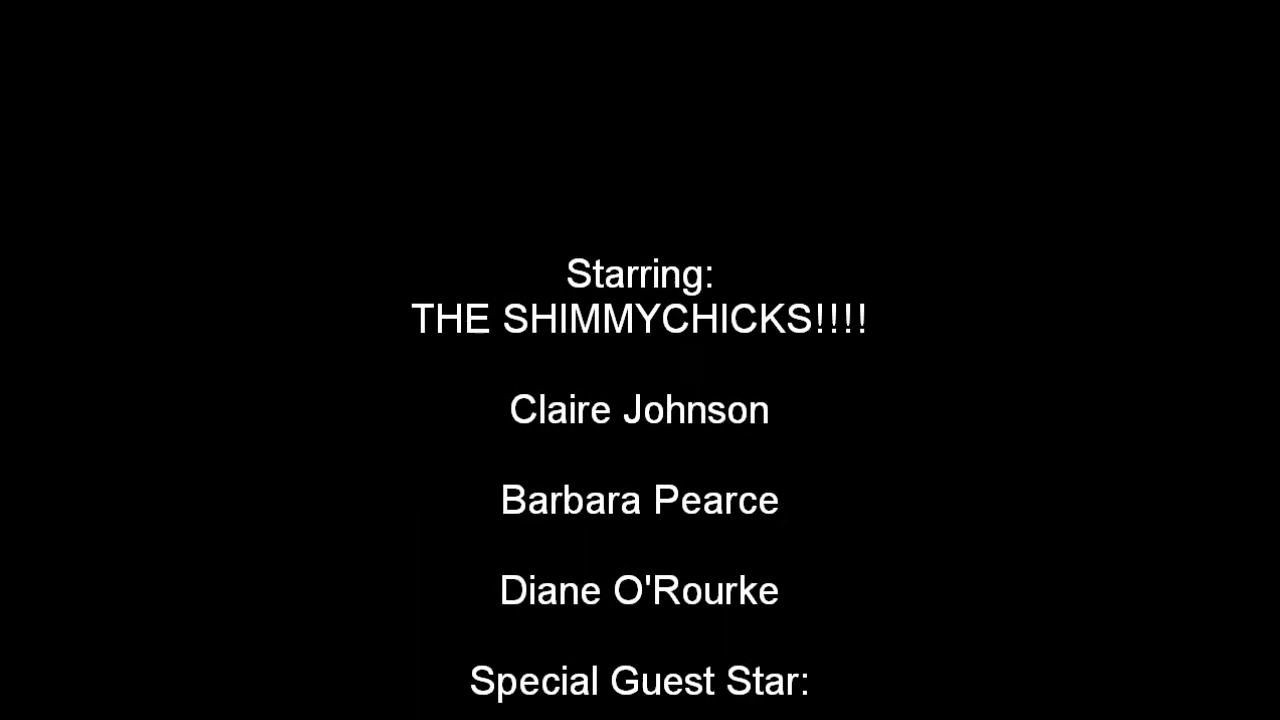 Starring:
THE SHIMMYCHICKS!!!!
Claire Johnson
Barbara Pearce
Diane O'Rourke
Special Guest Star: